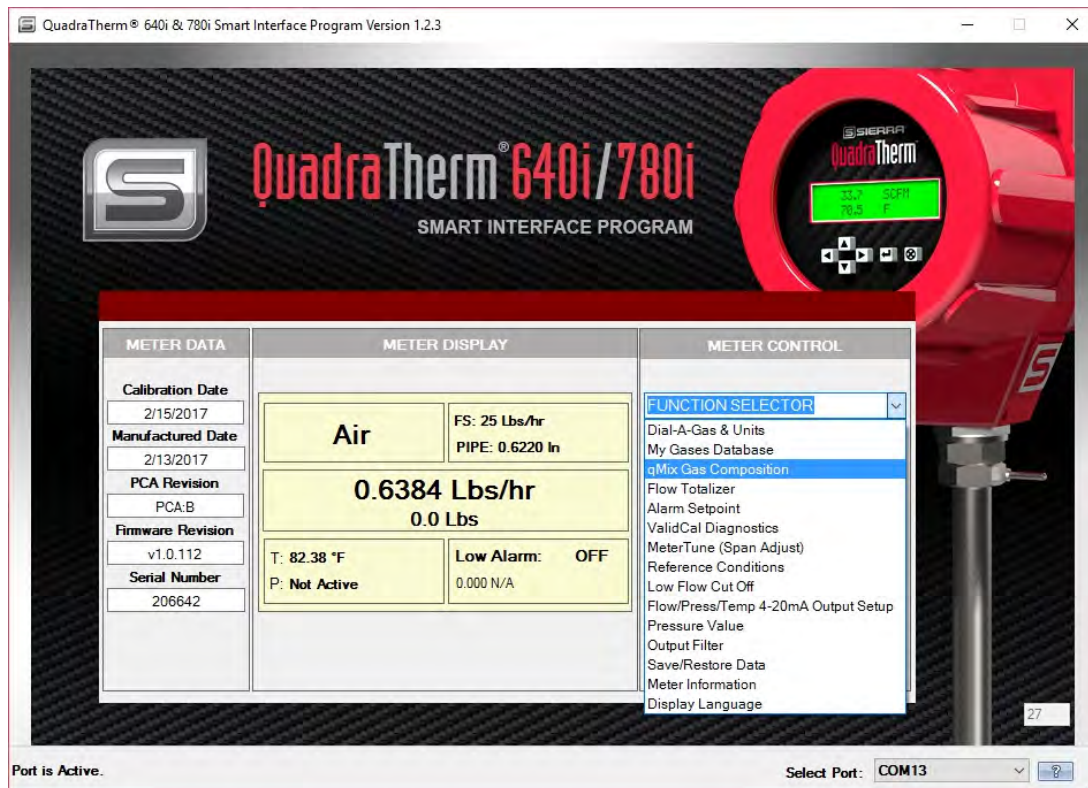 QuadraTherm® 640i & 780i Smart Interface Program Version 1.2.3
SIERRA
QuadraTherm
33.7 SCFM
70.5 F
QuadraTherm® 640i/780i
SMART INTERFACE PROGRAM
METER DATA
Calibration Date
2/15/2017
Manufactured Date
2/13/2017
PCA Revision
PCA:B
Firmware Revision
v1.0.112
Serial Number
206642
METER DISPLAY
Air
FS: 25 Lbs/hr
PIPE: 0.6220 In
0.6384 Lbs/hr
0.0 Lbs
T: 82.38 °F
P: Not Active
Low Alarm: OFF
0.000 N/A
METER CONTROL
FUNCTION SELECTOR
Dial-A-Gas & Units
My Gases Database
qMix Gas Composition
Flow Totalizer
Alarm Setpoint
ValidCal Diagnostics
MeterTune (Span Adjust)
Reference Conditions
Low Flow Cut Off
Flow/Press/Temp 4-20mA Output Setup
Pressure Value
Output Filter
Save/Restore Data
Meter Information
Display Language
27
Port is Active.
Select Port: COM13
?